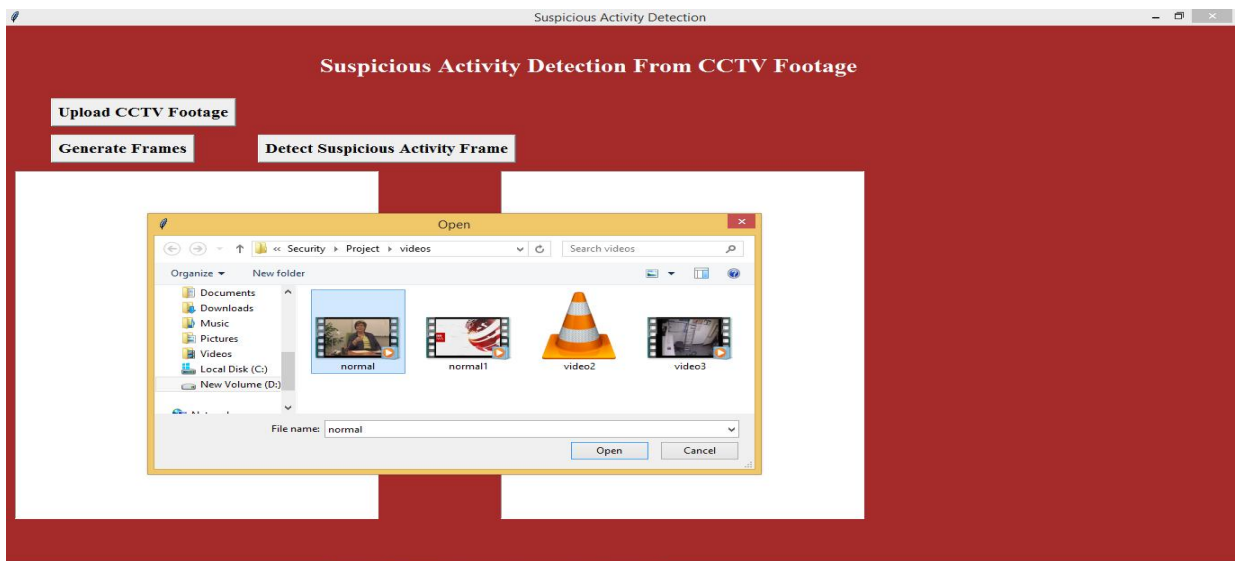 Suspicious Activity Detection
Suspicious Activity Detection From CCTV Footage
Upload CCTV Footage
Generate Frames
Detect Suspicious Activity Frame
Open
« Security Project videos
Search videos
Organize
New folder
Documents
Downloads
Music
Pictures
Videos
Local Disk (C:)
New Volume (D:)
normal
normal1
video2
video3
File name: normal
Open
Cancel